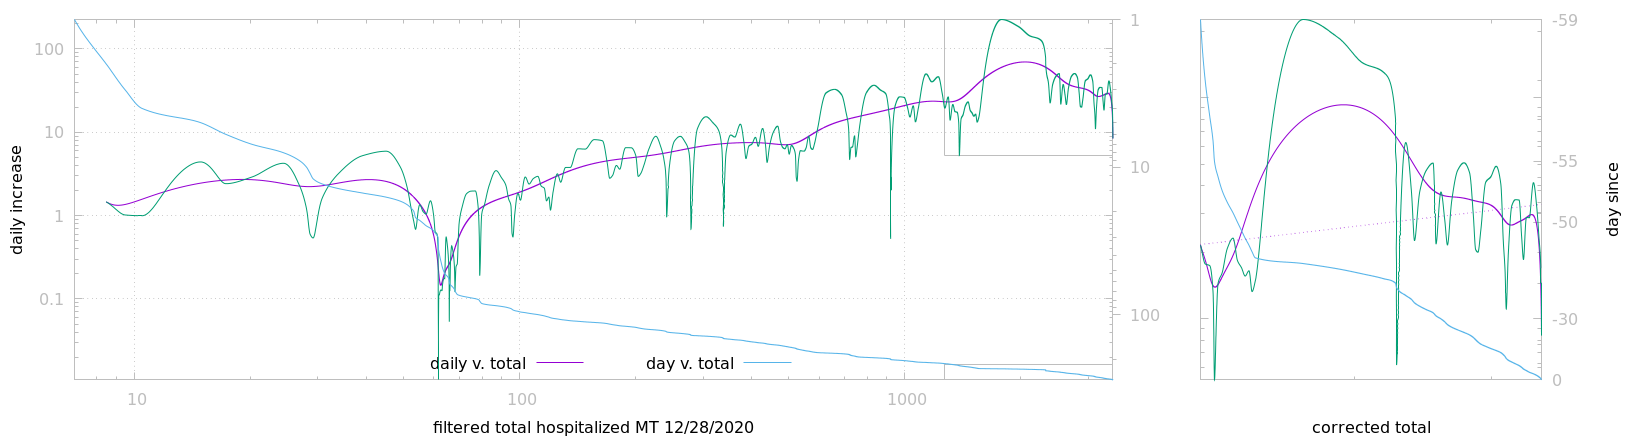 daily increase
100
10
1
0.1
daily v. total
day v. total
10
100
1000
filtered total hospitalized MT 12/28/2020
1
10
100
-59
-55
-50
-30
0
day since
corrected total